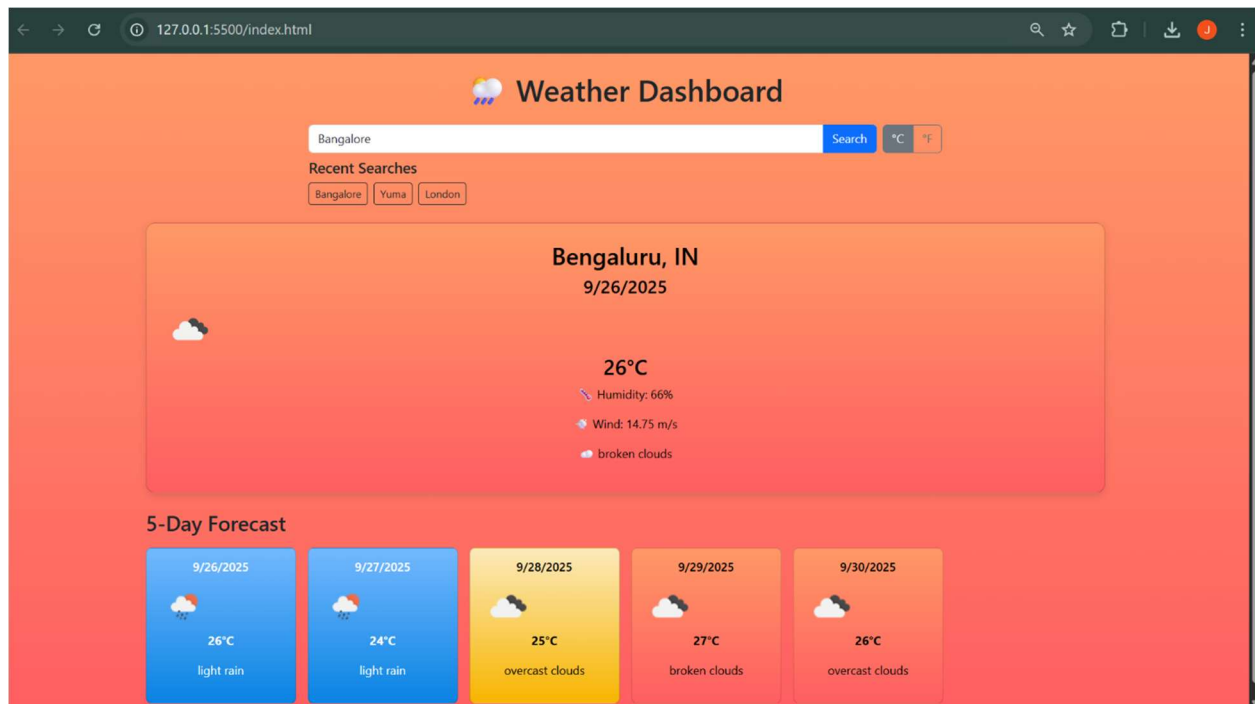 127.0.0.1:5500/index.html
J
Weather Dashboard
Bangalore Search °C °F
Recent Searches
Bangalore Yuma London
Bengaluru, IN
9/26/2025
26°C
Humidity: 66%
Wind: 14.75 m/s
broken clouds
5-Day Forecast
9/26/2025 9/27/2025 9/28/2025 9/29/2025 9/30/2025
26°C 24°C 25°C 27°C 26°C
light rain light rain overcast clouds broken clouds overcast clouds